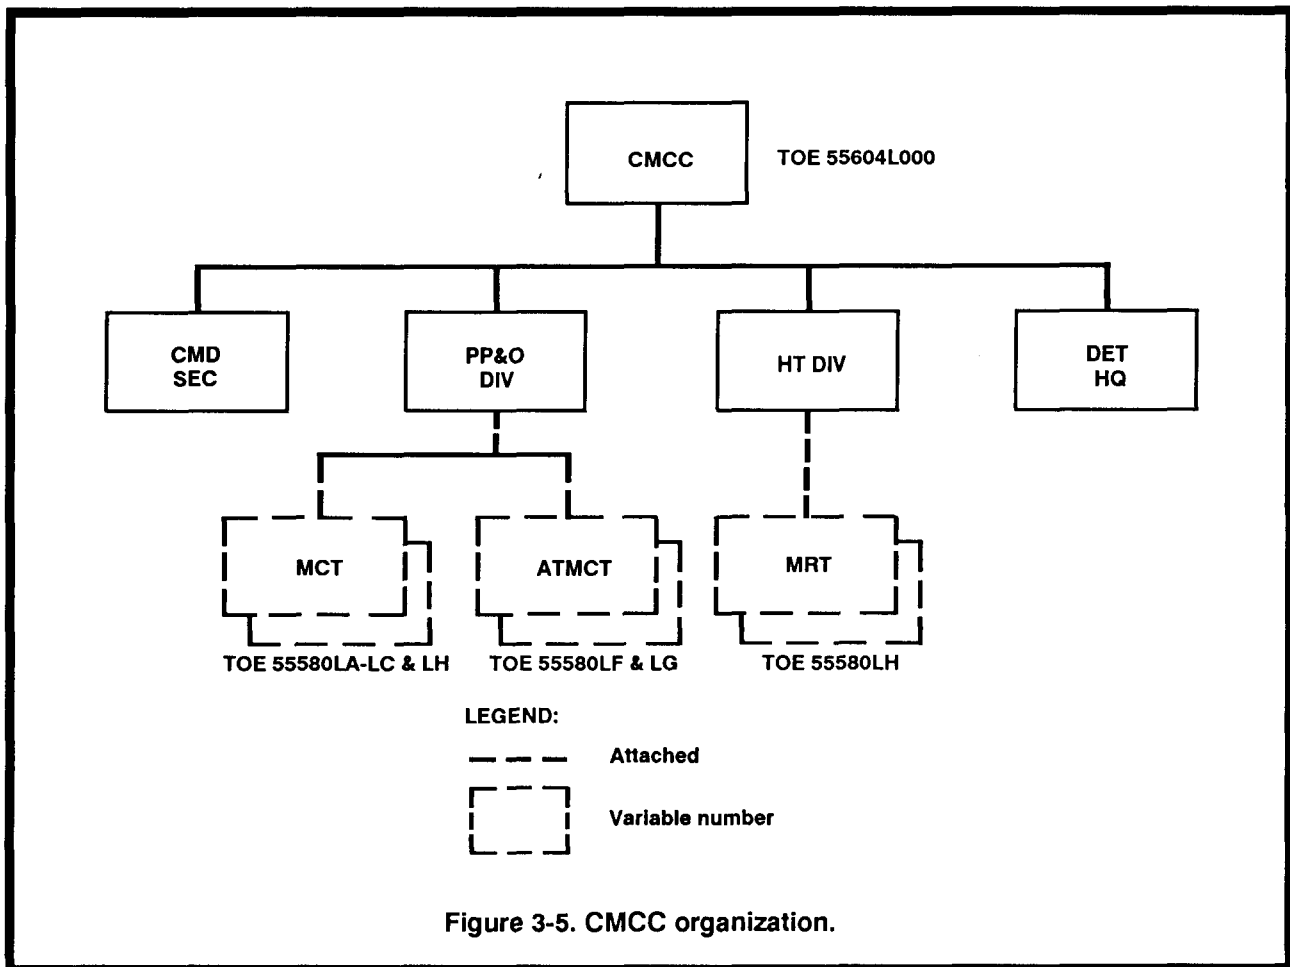 CMCC
TOE 55604L000
CMD
SEC
PP&O
DIV
HT DIV
DET
HQ
MCT
ATMCT
MRT
TOE 55580LA-LC & LH
TOE 55580LF & LG
TOE 55580LH
LEGEND:
Attached
Variable number
Figure 3-5. CMCC organization.